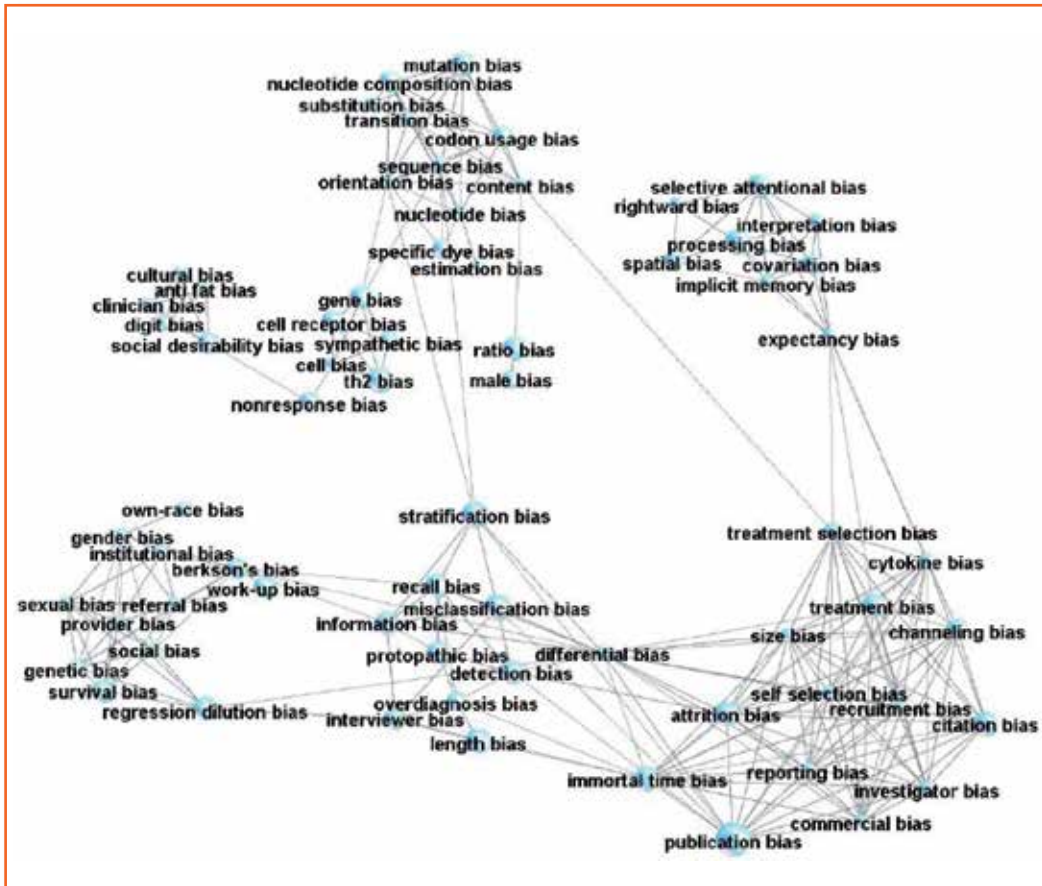 mutation bias
nucleotide composition bias
substitution bias
transition bias
codon usage bias
sequence bias
orientation bias
content bias
nucleotide bias
specific dye bias
estimation bias
selective attentional bias
rightward bias
interpretation bias
processing bias
spatial bias
covariation bias
implicit memory bias
expectancy bias
cultural bias
anti fat bias
clinician bias
digit bias
social desirability bias
gene bias
cell receptor bias
sympathetic bias
cell bias
th2 bias
nonresponse bias
ratio bias
male bias
own-race bias
gender bias
institutional bias
berkson's bias
work-up bias
sexual bias
referral bias
provider bias
social bias
genetic bias
survival bias
regression dilution bias
stratification bias
recall bias
misclassification bias
information bias
protopathic bias
differential bias
detection bias
overdiagnosis bias
interviewer bias
length bias
treatment selection bias
cytokine bias
treatment bias
size bias
channeling bias
self selection bias
recruitment bias
attrition bias
citation bias
immortal time bias
reporting bias
investigator bias
commercial bias
publication bias